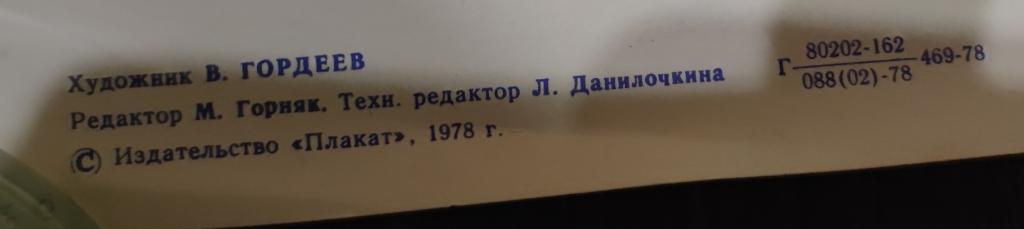 Художник В. ГОРДЕЕВ
Редактор М. Горняк. Техн. редактор Л. Данилочкина
© Издательство «Плакат», 1978 г.
Г 80202-162 469-78
088(02)-78